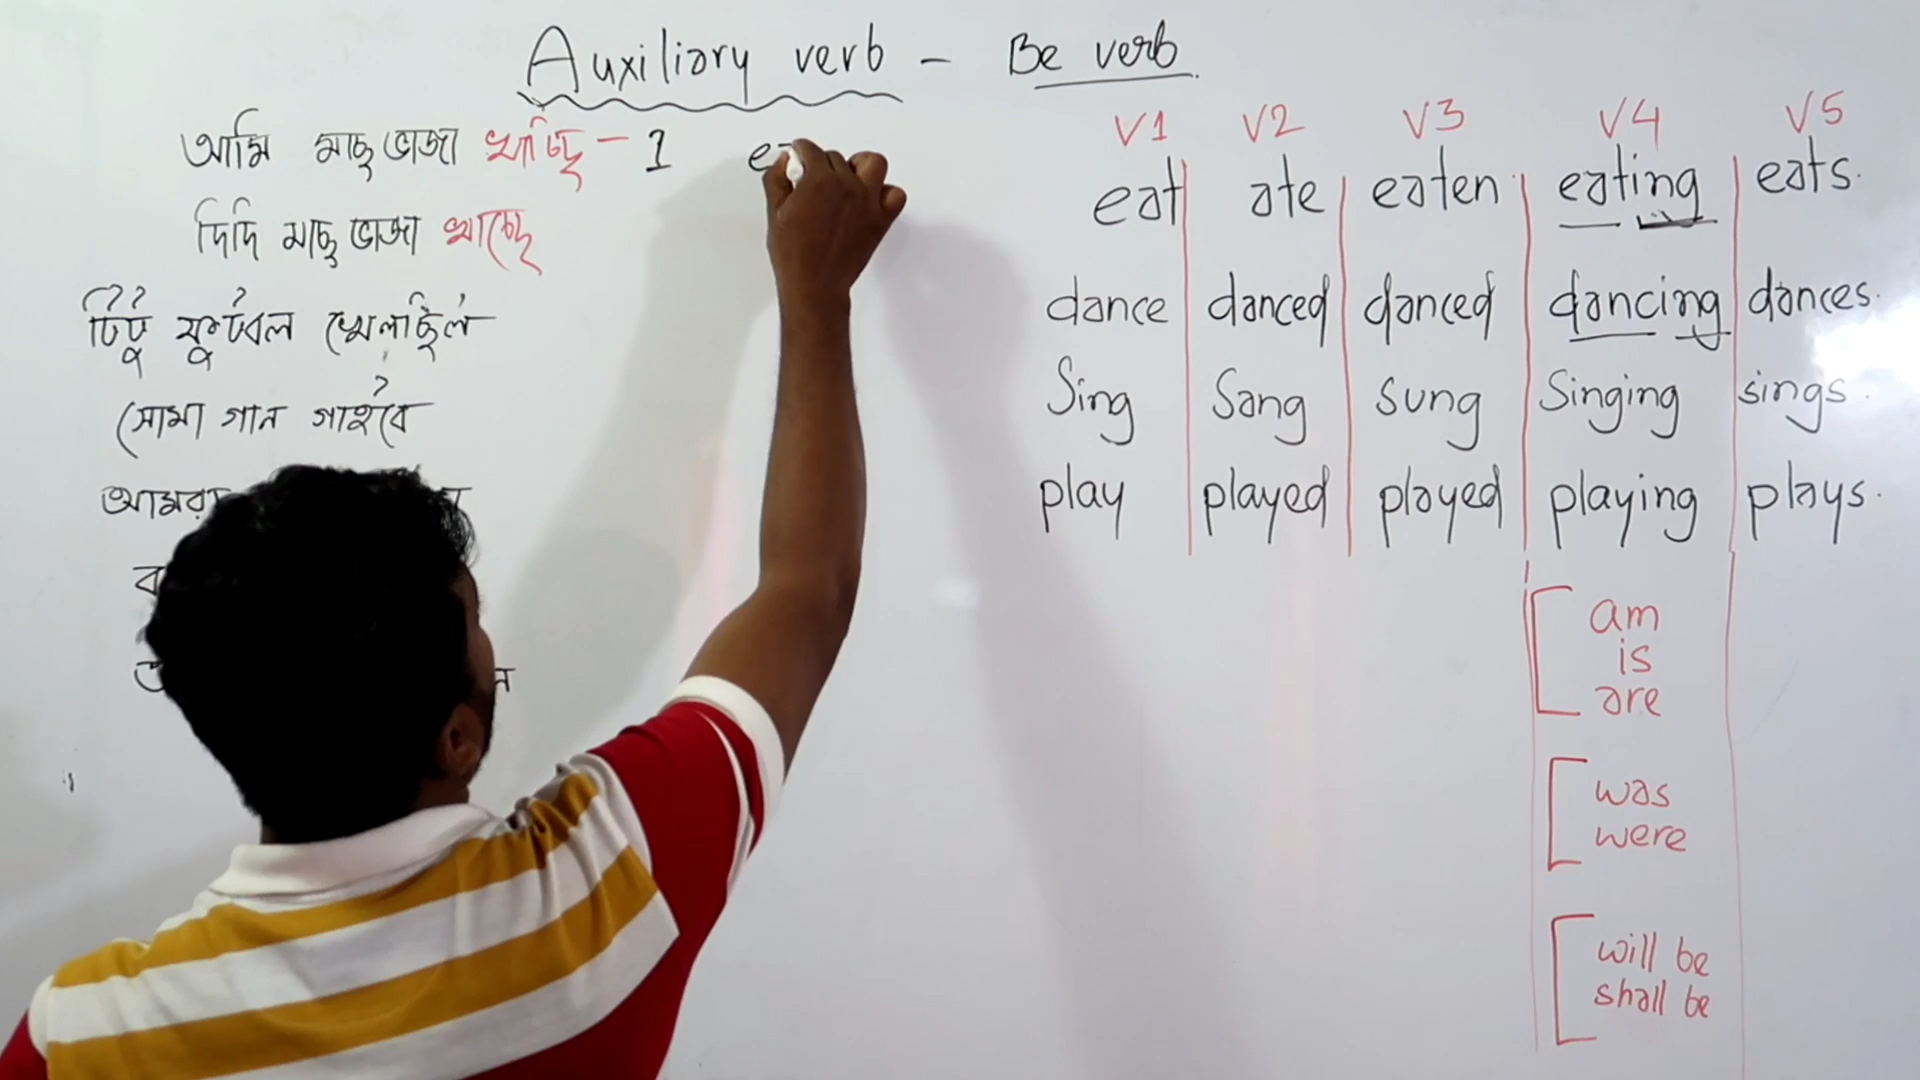 Auxiliary verb - Be verb
আমি মাছ ভাজা খাচ্ছি - 1
দিদি মাছ ভাজা খাচ্ছে
টিটু ফুটবল খেলছিল
সোমা গান গাইবে
আমরা
V1 V2 V3 V4 V5
eat ate eaten eating eats.
dance danced danced dancing dances.
Sing Sang sung Singing sings.
play played played playing plays.
am
is
are
was
were
will be
shall be